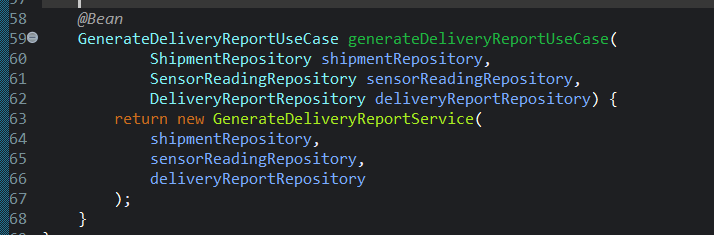 58 @Bean
59 GenerateDeliveryReportUseCase generateDeliveryReportUseCase(
60 ShipmentRepository shipmentRepository,
61 SensorReadingRepository sensorReadingRepository,
62 DeliveryReportRepository deliveryReportRepository) {
63 return new GenerateDeliveryReportService(
64 shipmentRepository,
65 sensorReadingRepository,
66 deliveryReportRepository
67 );
68 }